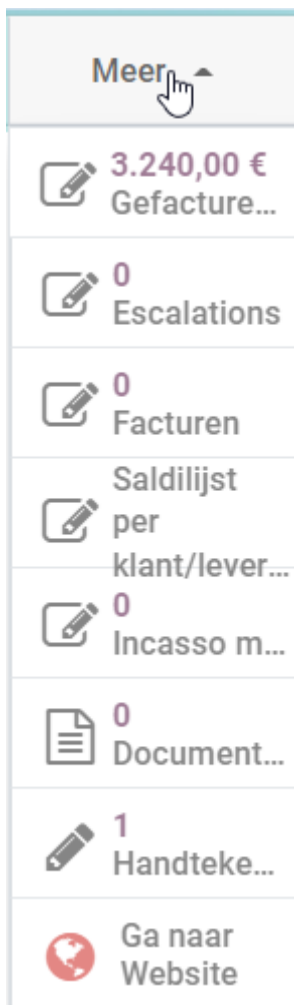 Meer
3.240,00 €
Gefacture...
0
Escalations
0
Facturen
Saldilijst
per
klant/lever...
0
Incasso m...
0
Document...
1
Handteke...
Ga naar
Website